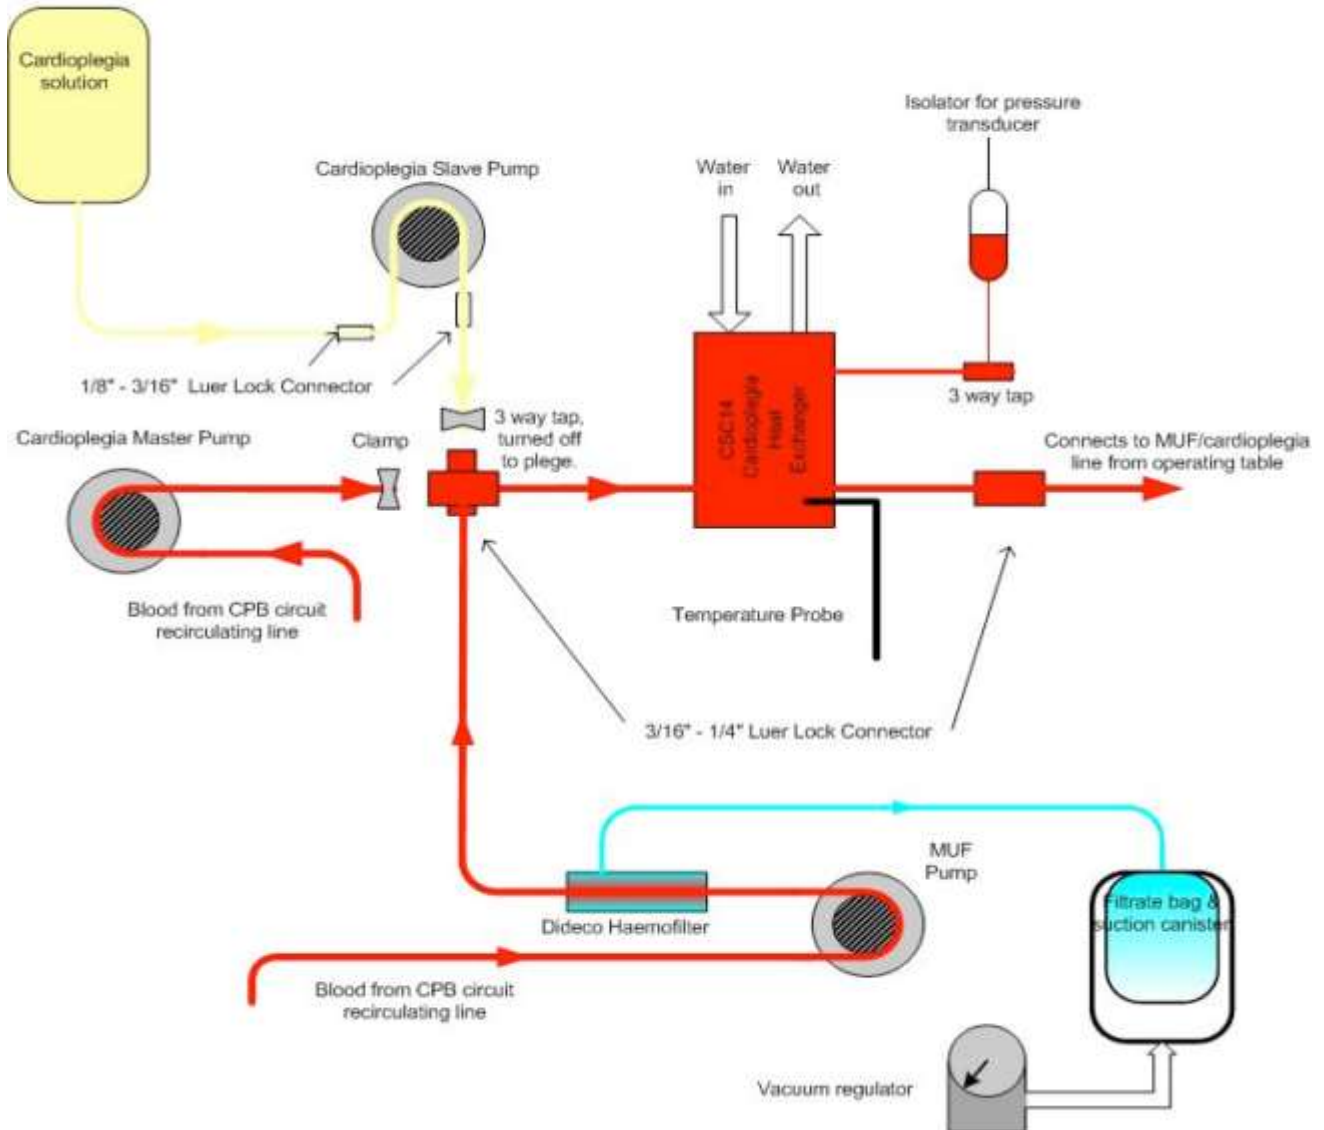 Cardioplegia
solution
Cardioplegia Slave Pump
Isolator for pressure
transducer
Water
in
Water
out
1/8" - 3/16" Luer Lock Connector
3 way tap,
turned off
to plege.
Cardioplegia Master Pump
Clamp
CSC14
Cardioplegia
Heat
Exchanger
3 way tap
Connects to MUF/cardioplegia
line from operating table
Blood from CPB circuit
recirculating line
Temperature Probe
3/16" - 1/4" Luer Lock Connector
MUF
Pump
Dideco Haemofilter
Filtrate bag &
suction canister
Blood from CPB circuit
recirculating line
Vacuum regulator